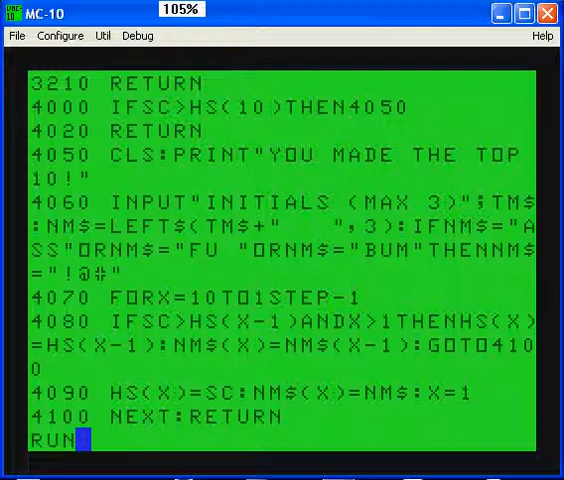 MC-10
105%
File Configure Util Debug Help
3210 RETURN
4000 IFSC>HS(10)THEN4050
4020 RETURN
4050 CLS:PRINT"YOU MADE THE TOP
10!"
4060 INPUT"INITIALS (MAX 3)";TM$
:NM$=LEFT$(TM$+"   ",3):IFNM$="A
SS"ORNM$="FU "ORNM$="BUM"THENNM$
="!@#"
4070 FORX=10TO1STEP-1
4080 IFSC>HS(X-1)ANDX>1THENHS(X)
=HS(X-1):NM$(X)=NM$(X-1):GOTO410
0
4090 HS(X)=SC:NM$(X)=NM$:X=1
4100 NEXT:RETURN
RUN